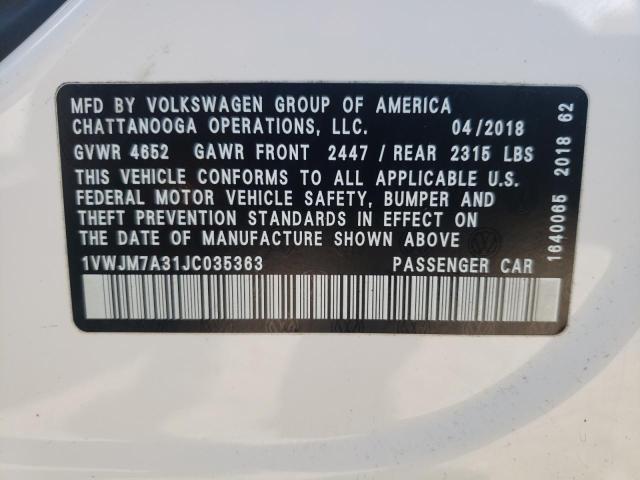 MFD BY VOLKSWAGEN GROUP OF AMERICA
CHATTANOOGA OPERATIONS, LLC. 04/2018
GVWR 4652 GAWR FRONT 2447 / REAR 2315 LBS
THIS VEHICLE CONFORMS TO ALL APPLICABLE U.S.
FEDERAL MOTOR VEHICLE SAFETY, BUMPER AND
THEFT PREVENTION STANDARDS IN EFFECT ON
THE DATE OF MANUFACTURE SHOWN ABOVE
1VWJM7A31JC035363 PASSENGER CAR
1640065 2018 62